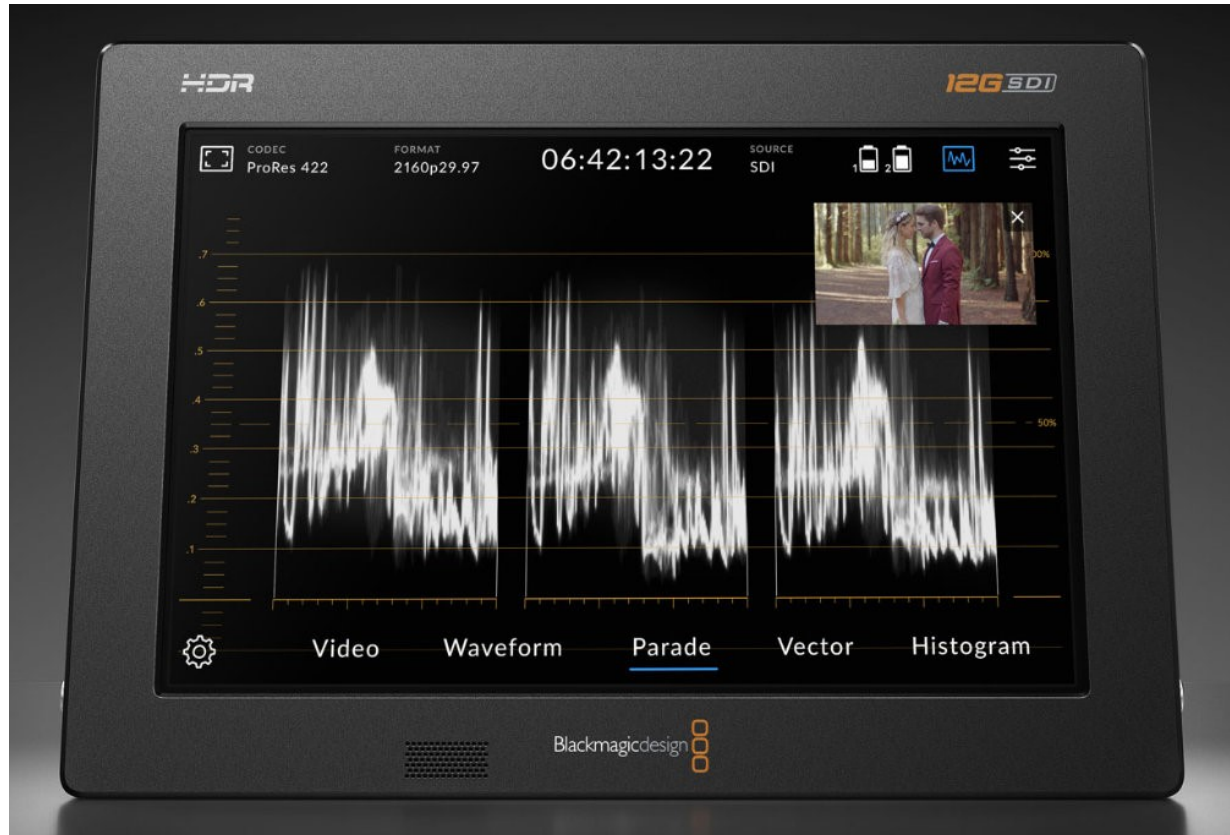 HDR
12G SDI
CODEC
ProRes 422
FORMAT
2160p29.97
06:42:13:22
SOURCE
SDI
1
2
.7
.6
.5
.4
.3
.2
.1
50%
Video
Waveform
Parade
Vector
Histogram
Blackmagicdesign